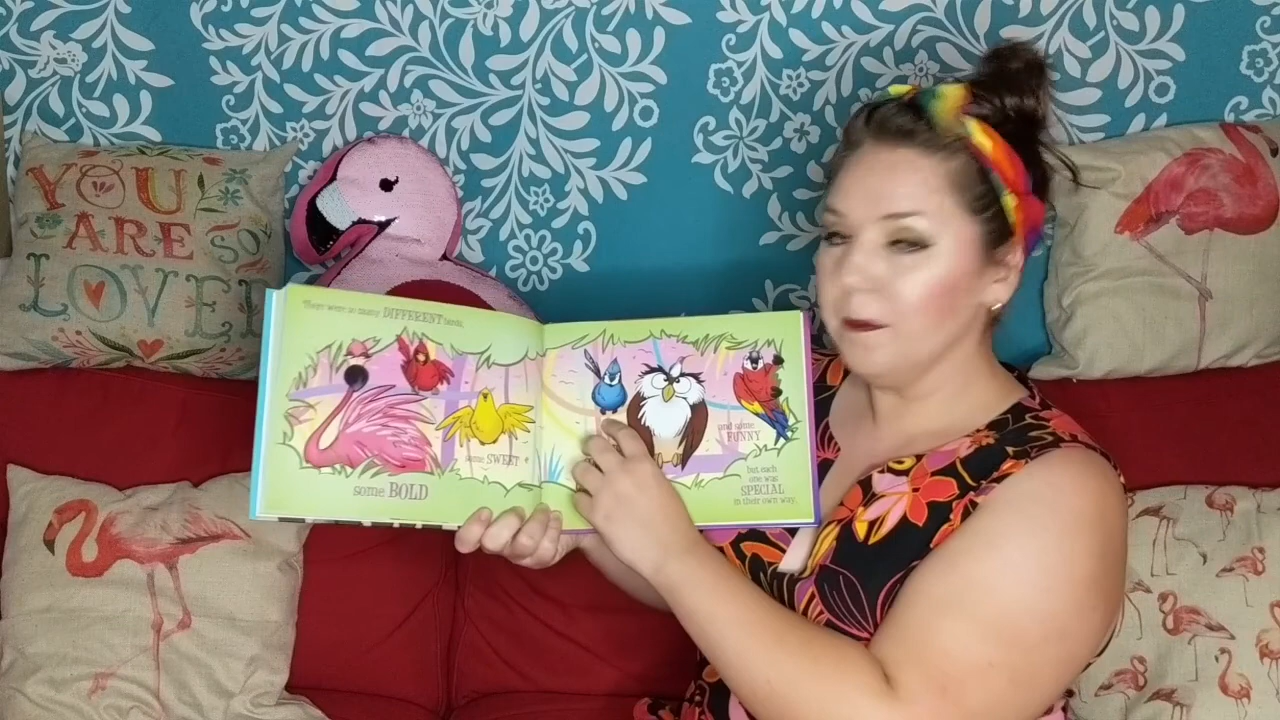 YOU
ARE SO
LOVED
There were so many DIFFERENT birds,
some SWEET
some BOLD
and some
FUNNY
but each
one was
SPECIAL
in their own way.